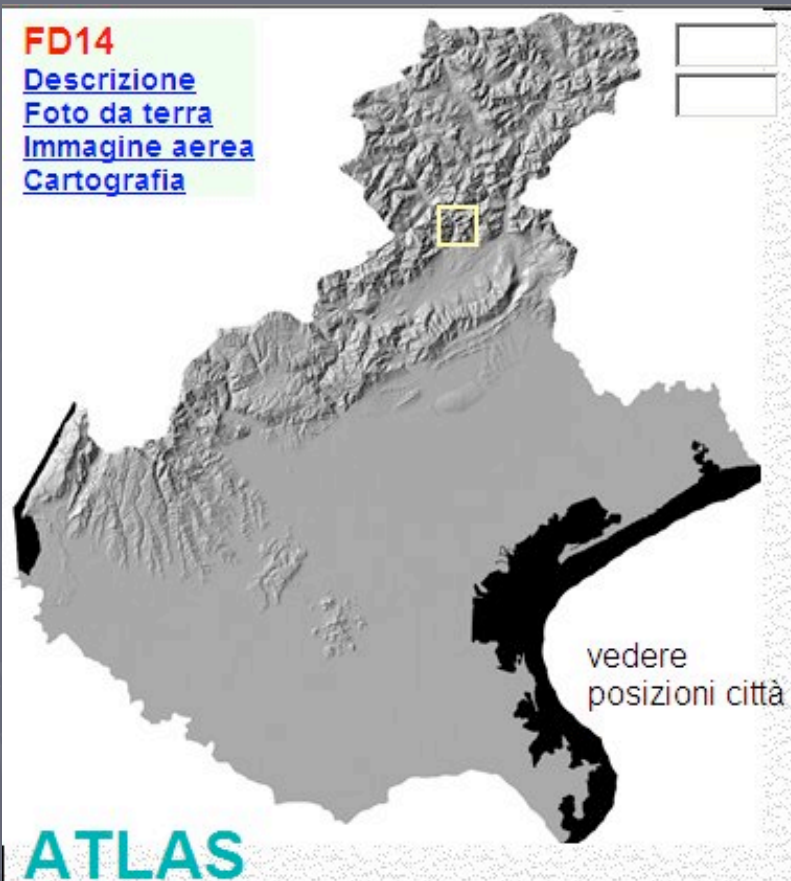 FD14
Descrizione
Foto da terra
Immagine aerea
Cartografia
vedere
posizioni città
ATLAS